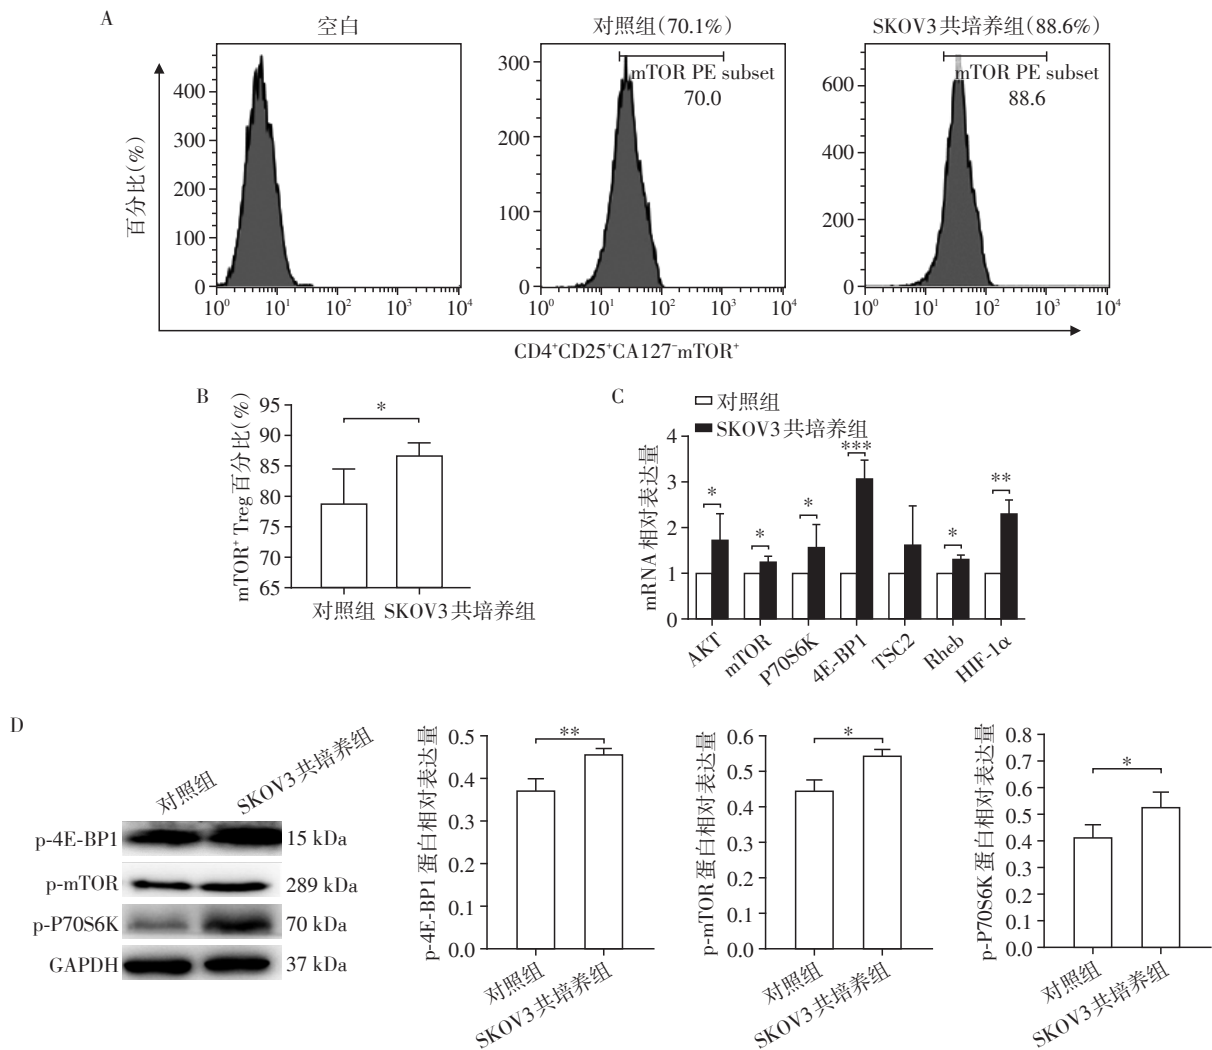 A
空白
对照组(70.1%)
SKOV3共培养组(88.6%)
百分比(%)
400
300
200
100
0
10⁰ 10¹ 10² 10³ 10⁴
300
200
100
0
mTOR PE subset
70.0
10⁰ 10¹ 10² 10³ 10⁴
600
400
200
0
mTOR PE subset
88.6
10⁰ 10¹ 10² 10³ 10⁴
CD4⁺CD25⁺CA127⁻mTOR⁺
B
mTOR⁺ Treg百分比(%)
95
90
85
80
75
70
65
*
对照组 SKOV3共培养组
C
对照组
SKOV3共培养组
mRNA相对表达量
4
3
2
1
0
* * * *** * **
AKT mTOR P70S6K 4E-BP1 TSC2 Rheb HIF-1α
D
对照组 SKOV3共培养组
p-4E-BP1 15 kDa
p-mTOR 289 kDa
p-P70S6K 70 kDa
GAPDH 37 kDa
p-4E-BP1蛋白相对表达量
0.5
0.4
0.3
0.2
0.1
0.0
**
对照组 SKOV3共培养组
p-mTOR蛋白相对表达量
0.6
0.5
0.4
0.3
0.2
0.1
0.0
*
对照组 SKOV3共培养组
p-P70S6K蛋白相对表达量
0.8
0.7
0.6
0.5
0.4
0.3
0.2
0.1
0.0
*
对照组 SKOV3共培养组